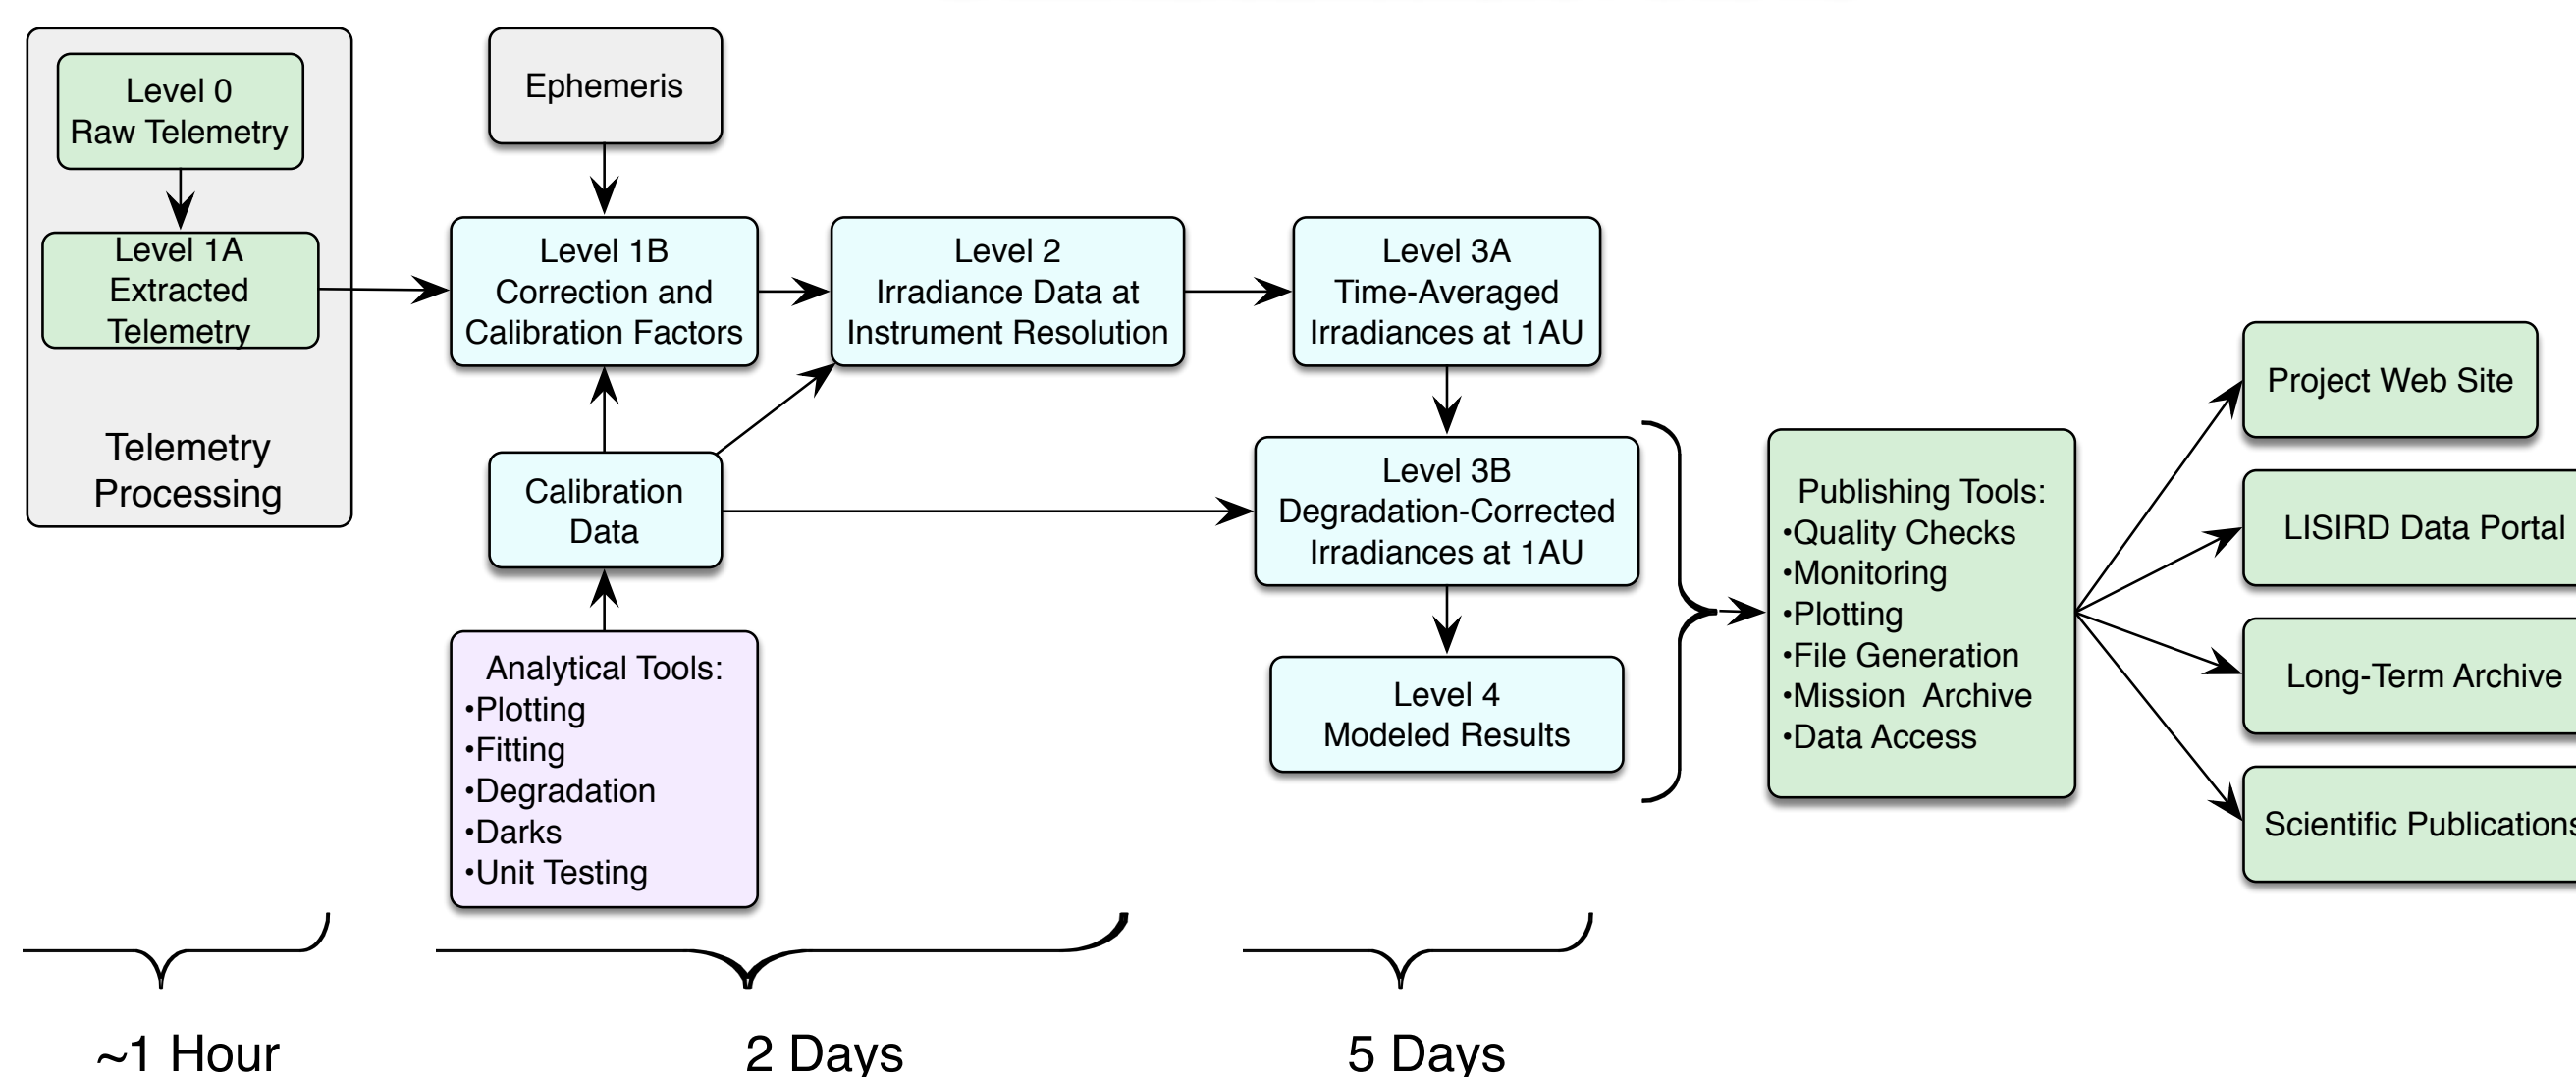 Level 0
Raw Telemetry
Level 1A
Extracted
Telemetry
Telemetry
Processing
Ephemeris
Level 1B
Correction and
Calibration Factors
Level 2
Irradiance Data at
Instrument Resolution
Level 3A
Time-Averaged
Irradiances at 1AU
Calibration
Data
Level 3B
Degradation-Corrected
Irradiances at 1AU
Level 4
Modeled Results
Analytical Tools:
•Plotting
•Fitting
•Degradation
•Darks
•Unit Testing
Publishing Tools:
•Quality Checks
•Monitoring
•Plotting
•File Generation
•Mission  Archive
•Data Access
Project Web Site
LISIRD Data Portal
Long-Term Archive
Scientific Publications
~1 Hour
2 Days
5 Days